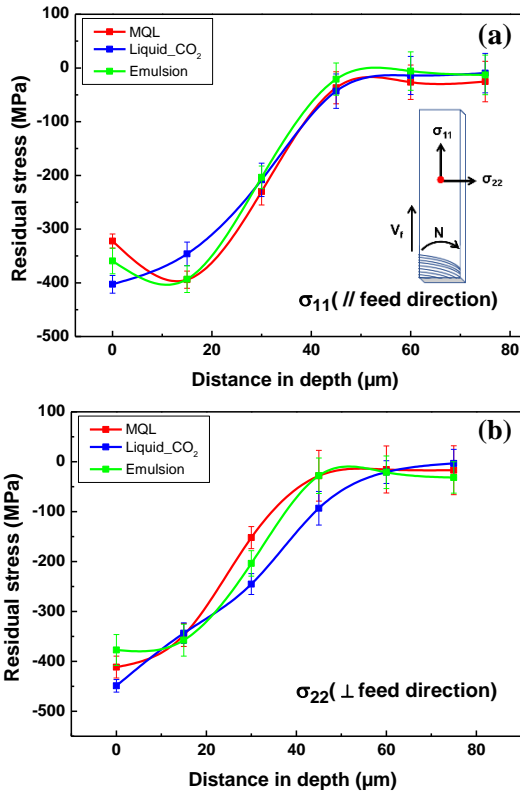 (a)
MQL
Liquid_CO2
Emulsion
100
0
-100
-200
-300
-400
-500
Residual stress (MPa)
σ11
σ22
Vf
N
σ11( // feed direction)
0
20
40
60
80
Distance in depth (μm)
(b)
MQL
Liquid_CO2
Emulsion
100
0
-100
-200
-300
-400
-500
Residual stress (MPa)
σ22( ⊥ feed direction)
0
20
40
60
80
Distance in depth (μm)